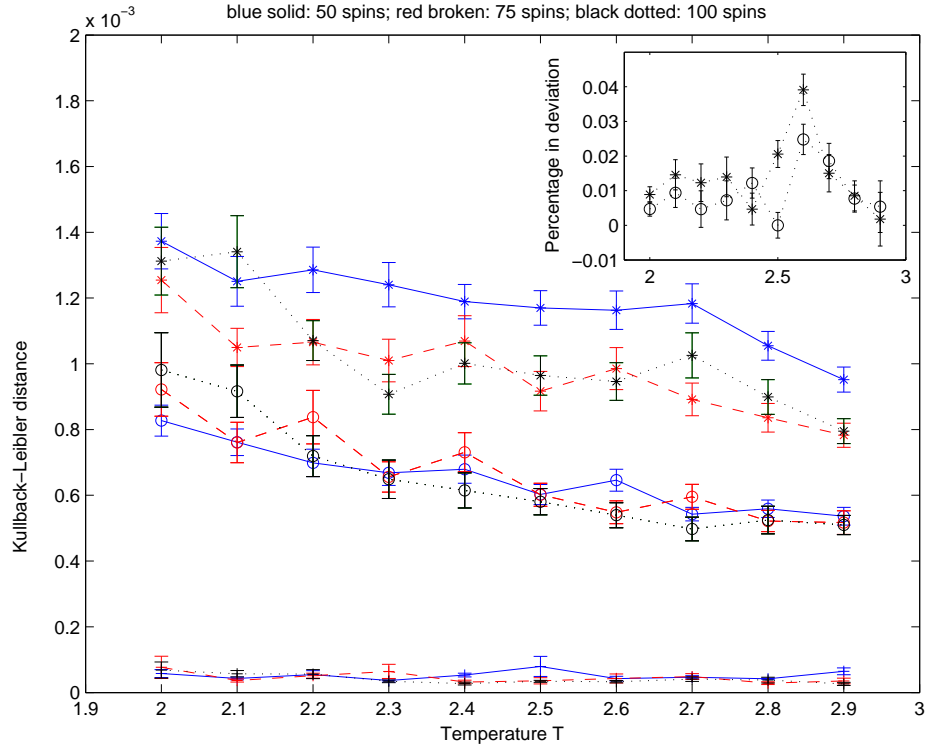 blue solid: 50 spins; red broken: 75 spins; black dotted: 100 spins
x 10⁻³
2
1.8
1.6
1.4
1.2
1
0.8
0.6
0.4
0.2
0
Kullback−Leibler distance
1.9 2 2.1 2.2 2.3 2.4 2.5 2.6 2.7 2.8 2.9 3
Temperature T
0.04
0.03
0.02
0.01
0
−0.01
Percentage in deviation
2 2.5 3